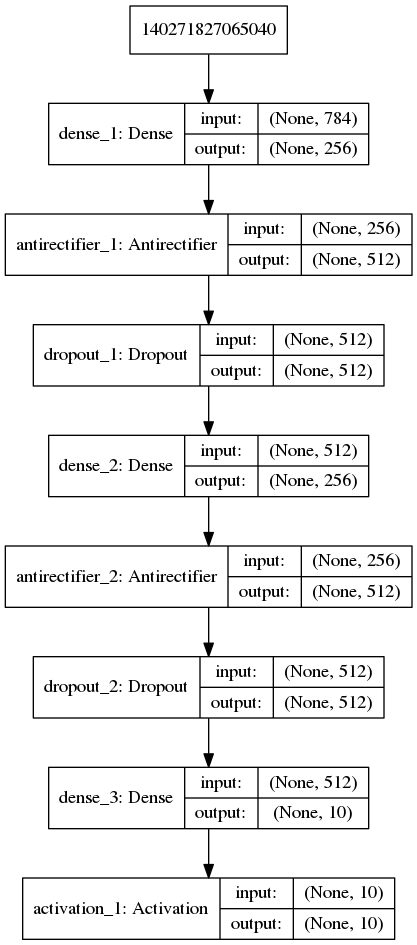 140271827065040
dense_1: Dense
input: (None, 784)
output: (None, 256)
antirectifier_1: Antirectifier
input: (None, 256)
output: (None, 512)
dropout_1: Dropout
input: (None, 512)
output: (None, 512)
dense_2: Dense
input: (None, 512)
output: (None, 256)
antirectifier_2: Antirectifier
input: (None, 256)
output: (None, 512)
dropout_2: Dropout
input: (None, 512)
output: (None, 512)
dense_3: Dense
input: (None, 512)
output: (None, 10)
activation_1: Activation
input: (None, 10)
output: (None, 10)